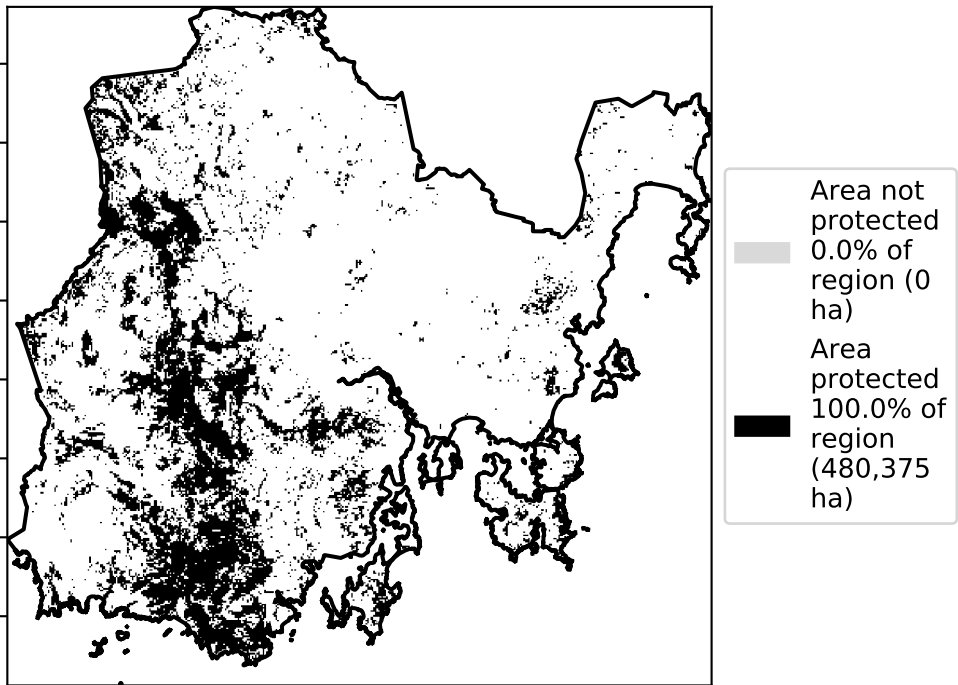 Area not
protected
0.0% of
region (0
ha)
Area
protected
100.0% of
region
(480,375
ha)